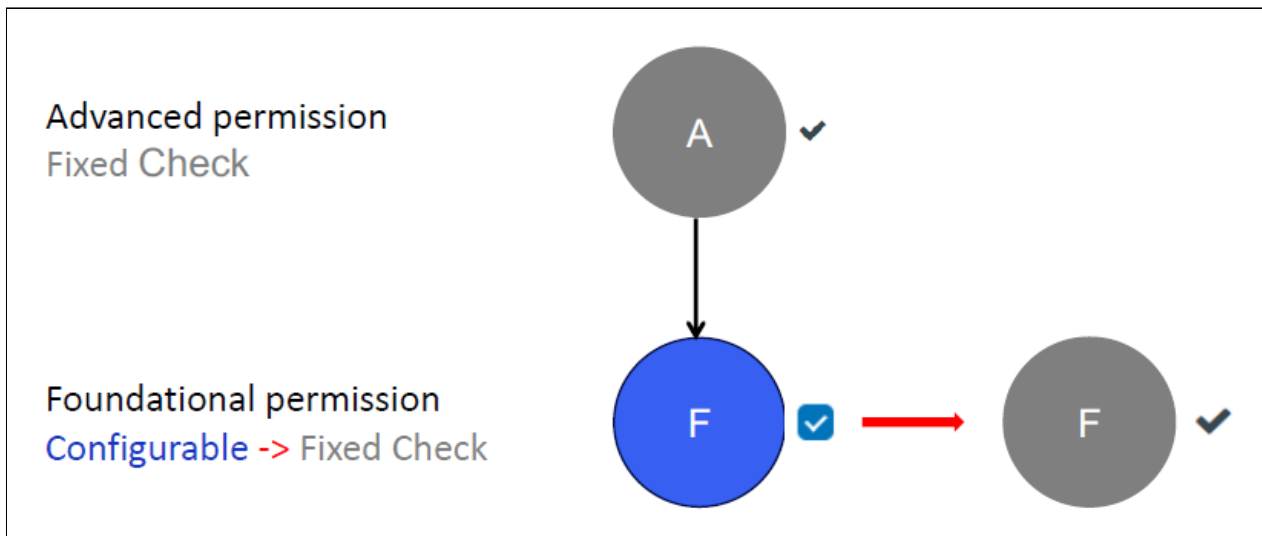 Advanced permission
Fixed Check
A
Foundational permission
Configurable -> Fixed Check
F
F